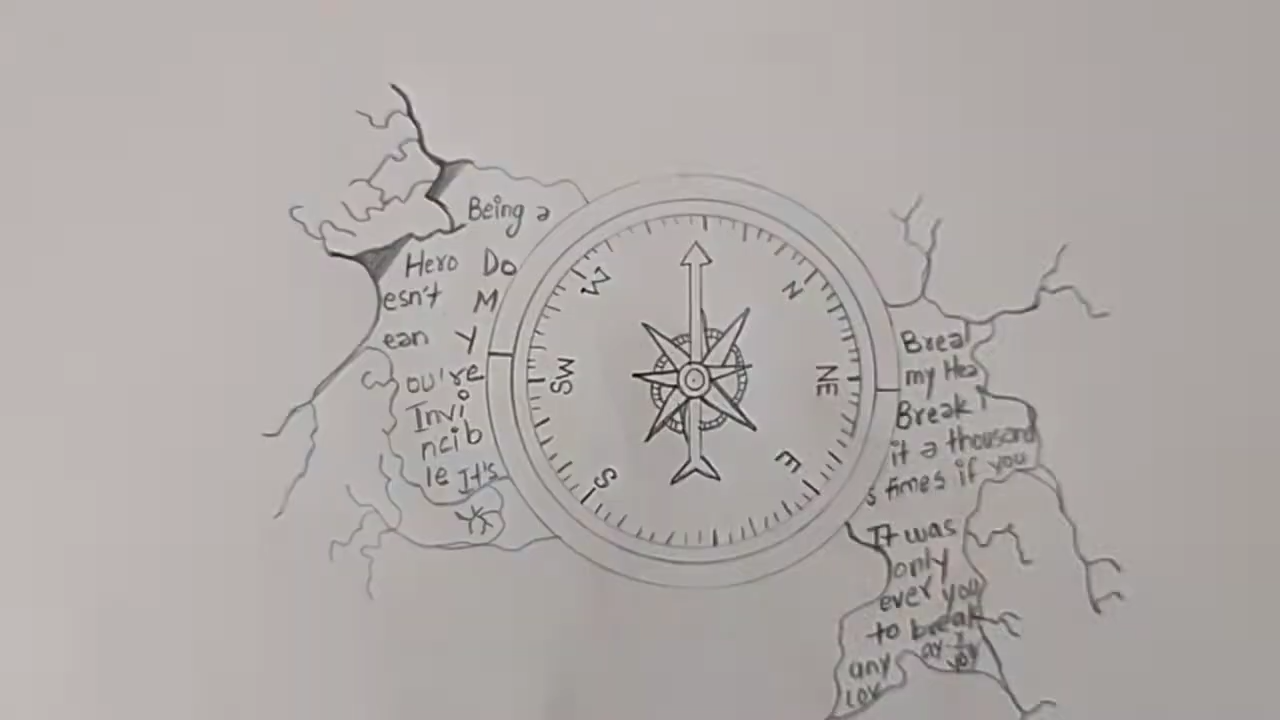 Being a
Hero Do
esn't M
ean Y
ou're
Invi
ncib
le It's
W
N
SW
NE
S
E
Brea
my Hea
Break
it a thousand
s times if you
It was
only
ever you
to break
any